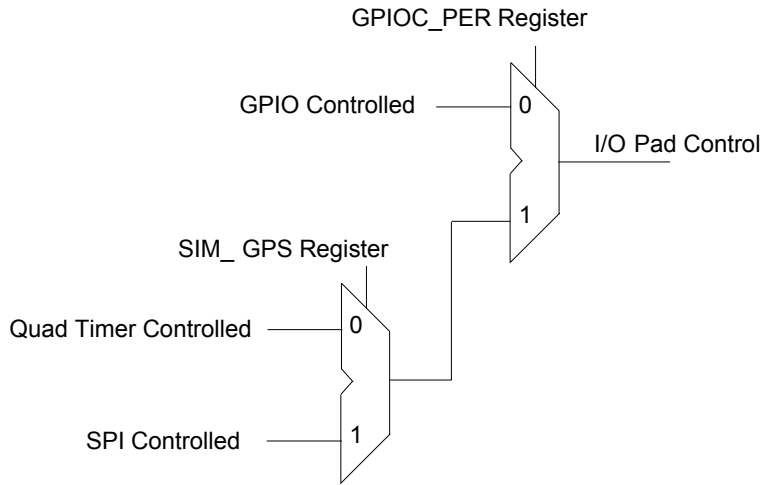 GPIOC_PER Register
GPIO Controlled
0
I/O Pad Control
1
SIM_ GPS Register
Quad Timer Controlled
0
SPI Controlled
1